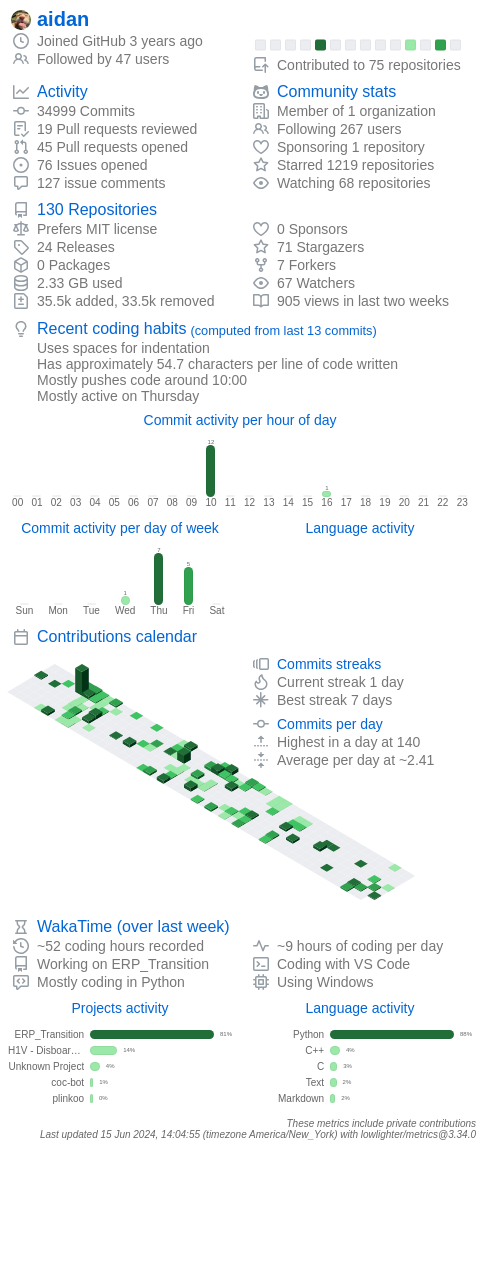 aidan
Joined GitHub 3 years ago
Followed by 47 users
Contributed to 75 repositories
Activity
34999 Commits
19 Pull requests reviewed
45 Pull requests opened
76 Issues opened
127 issue comments
Community stats
Member of 1 organization
Following 267 users
Sponsoring 1 repository
Starred 1219 repositories
Watching 68 repositories
130 Repositories
Prefers MIT license
24 Releases
0 Packages
2.33 GB used
35.5k added, 33.5k removed
0 Sponsors
71 Stargazers
7 Forkers
67 Watchers
905 views in last two weeks
Recent coding habits (computed from last 13 commits)
Uses spaces for indentation
Has approximately 54.7 characters per line of code written
Mostly pushes code around 10:00
Mostly active on Thursday
Commit activity per hour of day
12
1
00 01 02 03 04 05 06 07 08 09 10 11 12 13 14 15 16 17 18 19 20 21 22 23
Commit activity per day of week
1
7
5
Sun Mon Tue Wed Thu Fri Sat
Language activity
Contributions calendar
Commits streaks
Current streak 1 day
Best streak 7 days
Commits per day
Highest in a day at 140
Average per day at ~2.41
WakaTime (over last week)
~52 coding hours recorded
Working on ERP_Transition
Mostly coding in Python
~9 hours of coding per day
Coding with VS Code
Using Windows
Projects activity
ERP_Transition 81%
H1V - Disboar… 14%
Unknown Project 4%
coc-bot 1%
plinkoo 0%
Language activity
Python 88%
C++ 4%
C 3%
Text 2%
Markdown 2%
These metrics include private contributions
Last updated 15 Jun 2024, 14:04:55 (timezone America/New_York) with lowlighter/metrics@3.34.0